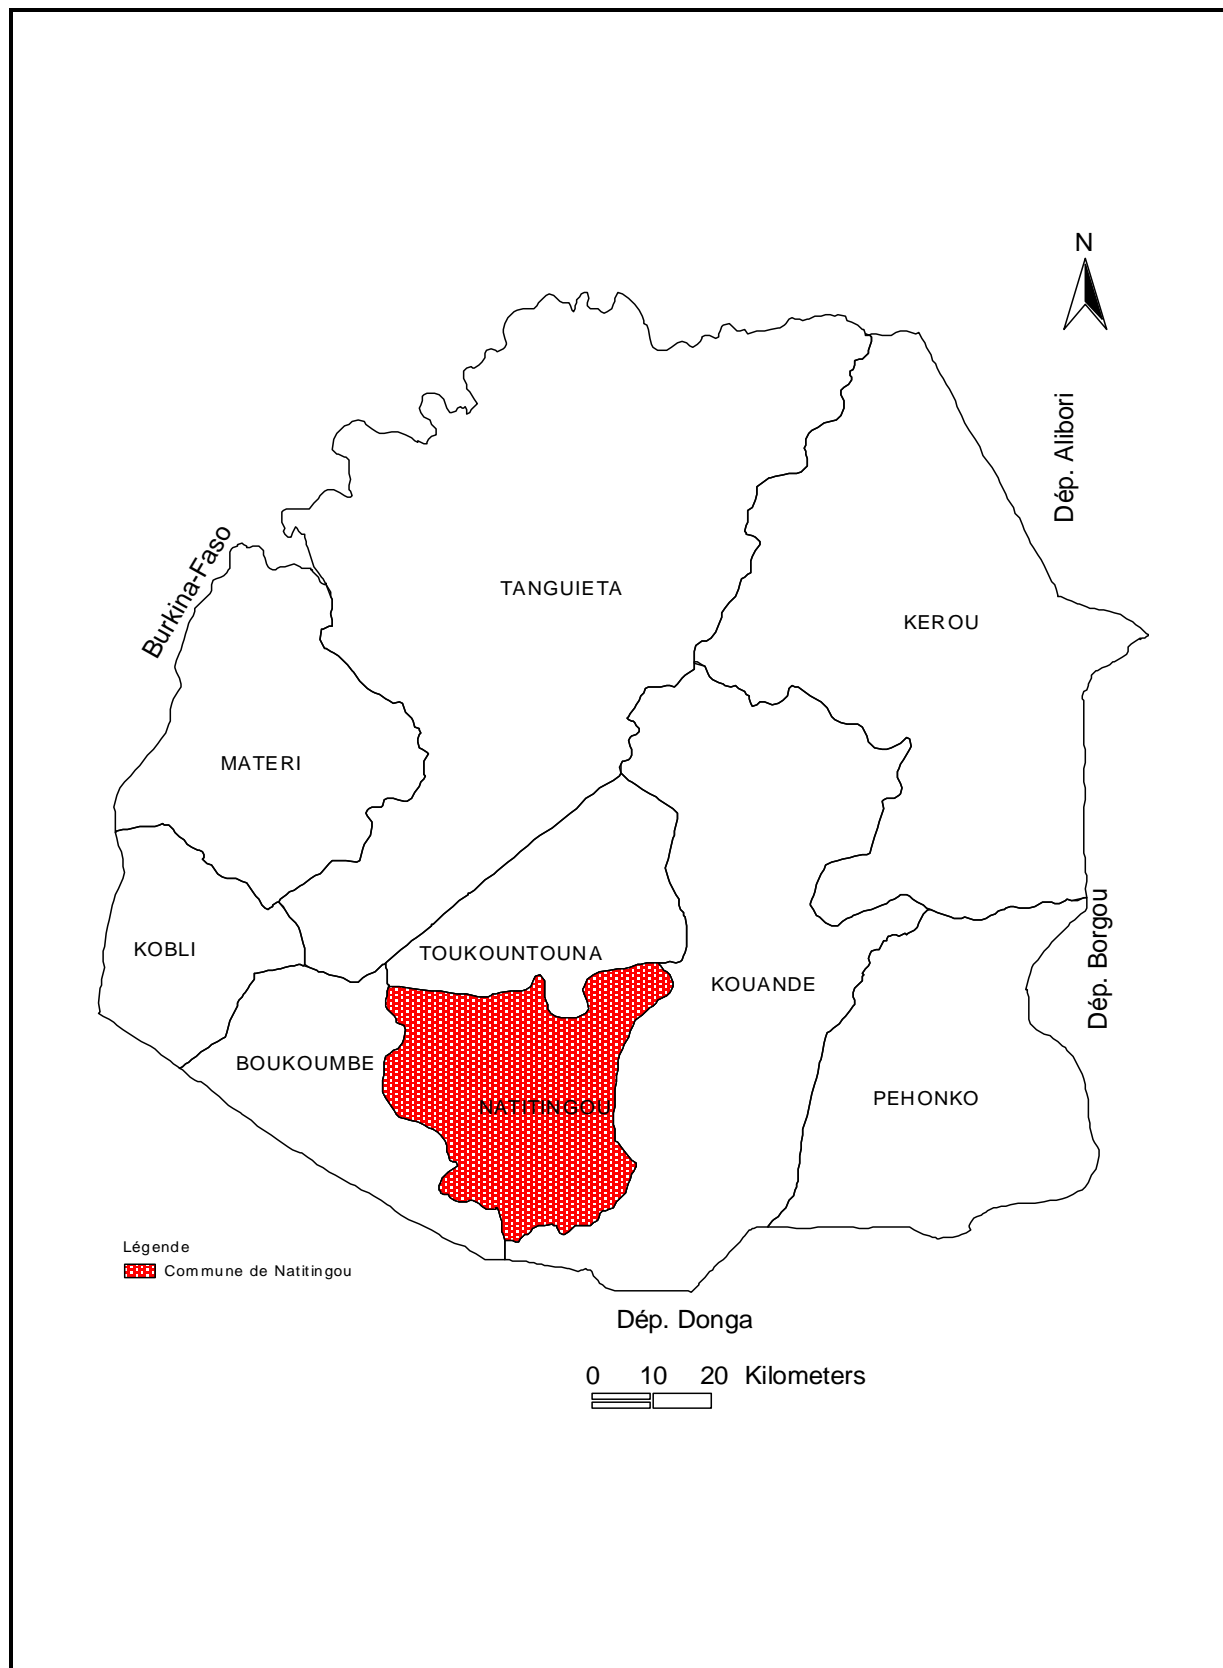 N
Dép. Alibori
Burkina-Faso
TANGUIETA
KEROU
MATERI
KOBLI
TOUKOUNTOUNA
KOUANDE
Dép. Borgou
BOUKOUMBE
NATITINGOU
PEHONKO
Légende
Commune de Natitingou
Dép. Donga
0 10 20 Kilometers